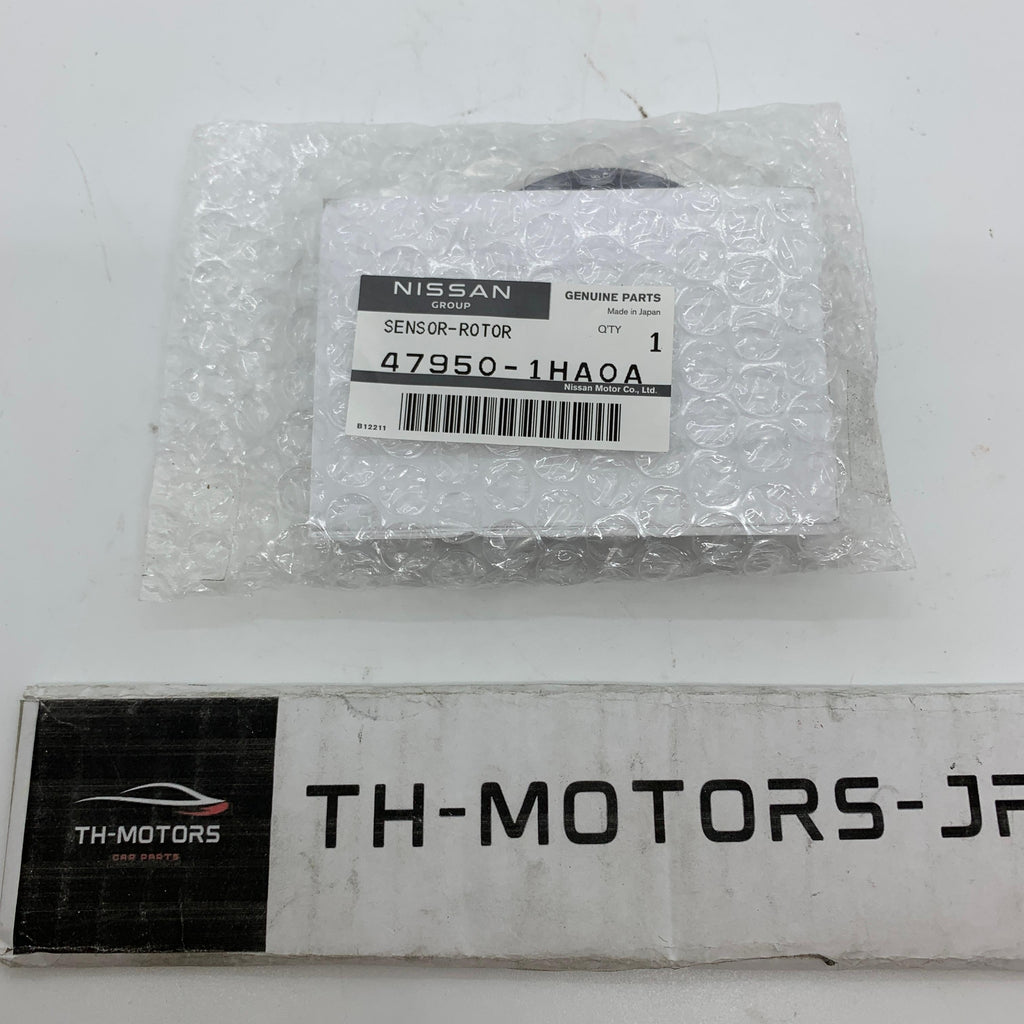 NISSAN
GROUP
GENUINE PARTS
Made in Japan
SENSOR-ROTOR
Q'TY
1
47950-1HA0A
Nissan Motor Co., Ltd.
B12211
TH-MOTORS
CAR PARTS
TH-MOTORS-JP